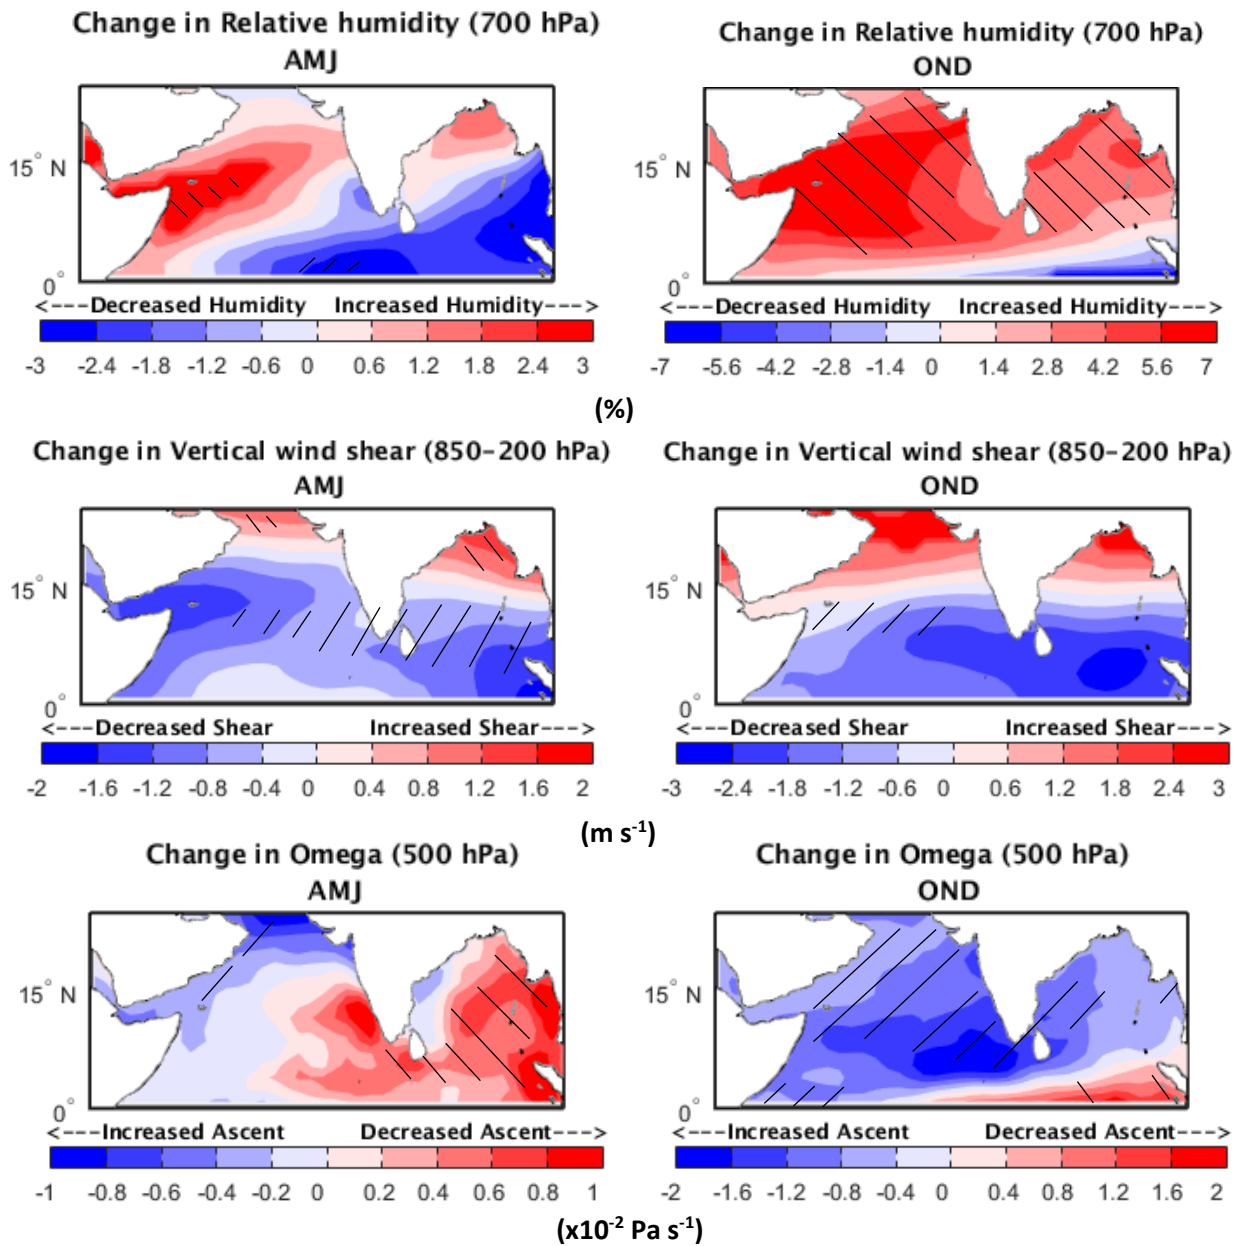 Change in Relative humidity (700 hPa)
AMJ
15° N
0°
<---Decreased Humidity Increased Humidity--->
-3 -2.4 -1.8 -1.2 -0.6 0 0.6 1.2 1.8 2.4 3
Change in Relative humidity (700 hPa)
OND
15° N
0°
<---Decreased Humidity Increased Humidity--->
-7 -5.6 -4.2 -2.8 -1.4 0 1.4 2.8 4.2 5.6 7
(%)
Change in Vertical wind shear (850-200 hPa)
AMJ
15° N
0°
<---Decreased Shear Increased Shear--->
-2 -1.6 -1.2 -0.8 -0.4 0 0.4 0.8 1.2 1.6 2
Change in Vertical wind shear (850-200 hPa)
OND
15° N
0°
<---Decreased Shear Increased Shear--->
-3 -2.4 -1.8 -1.2 -0.6 0 0.6 1.2 1.8 2.4 3
(m s⁻¹)
Change in Omega (500 hPa)
AMJ
15° N
0°
<---Increased Ascent Decreased Ascent--->
-1 -0.8 -0.6 -0.4 -0.2 0 0.2 0.4 0.6 0.8 1
Change in Omega (500 hPa)
OND
15° N
0°
<---Increased Ascent Decreased Ascent--->
-2 -1.6 -1.2 -0.8 -0.4 0 0.4 0.8 1.2 1.6 2
(x10⁻² Pa s⁻¹)